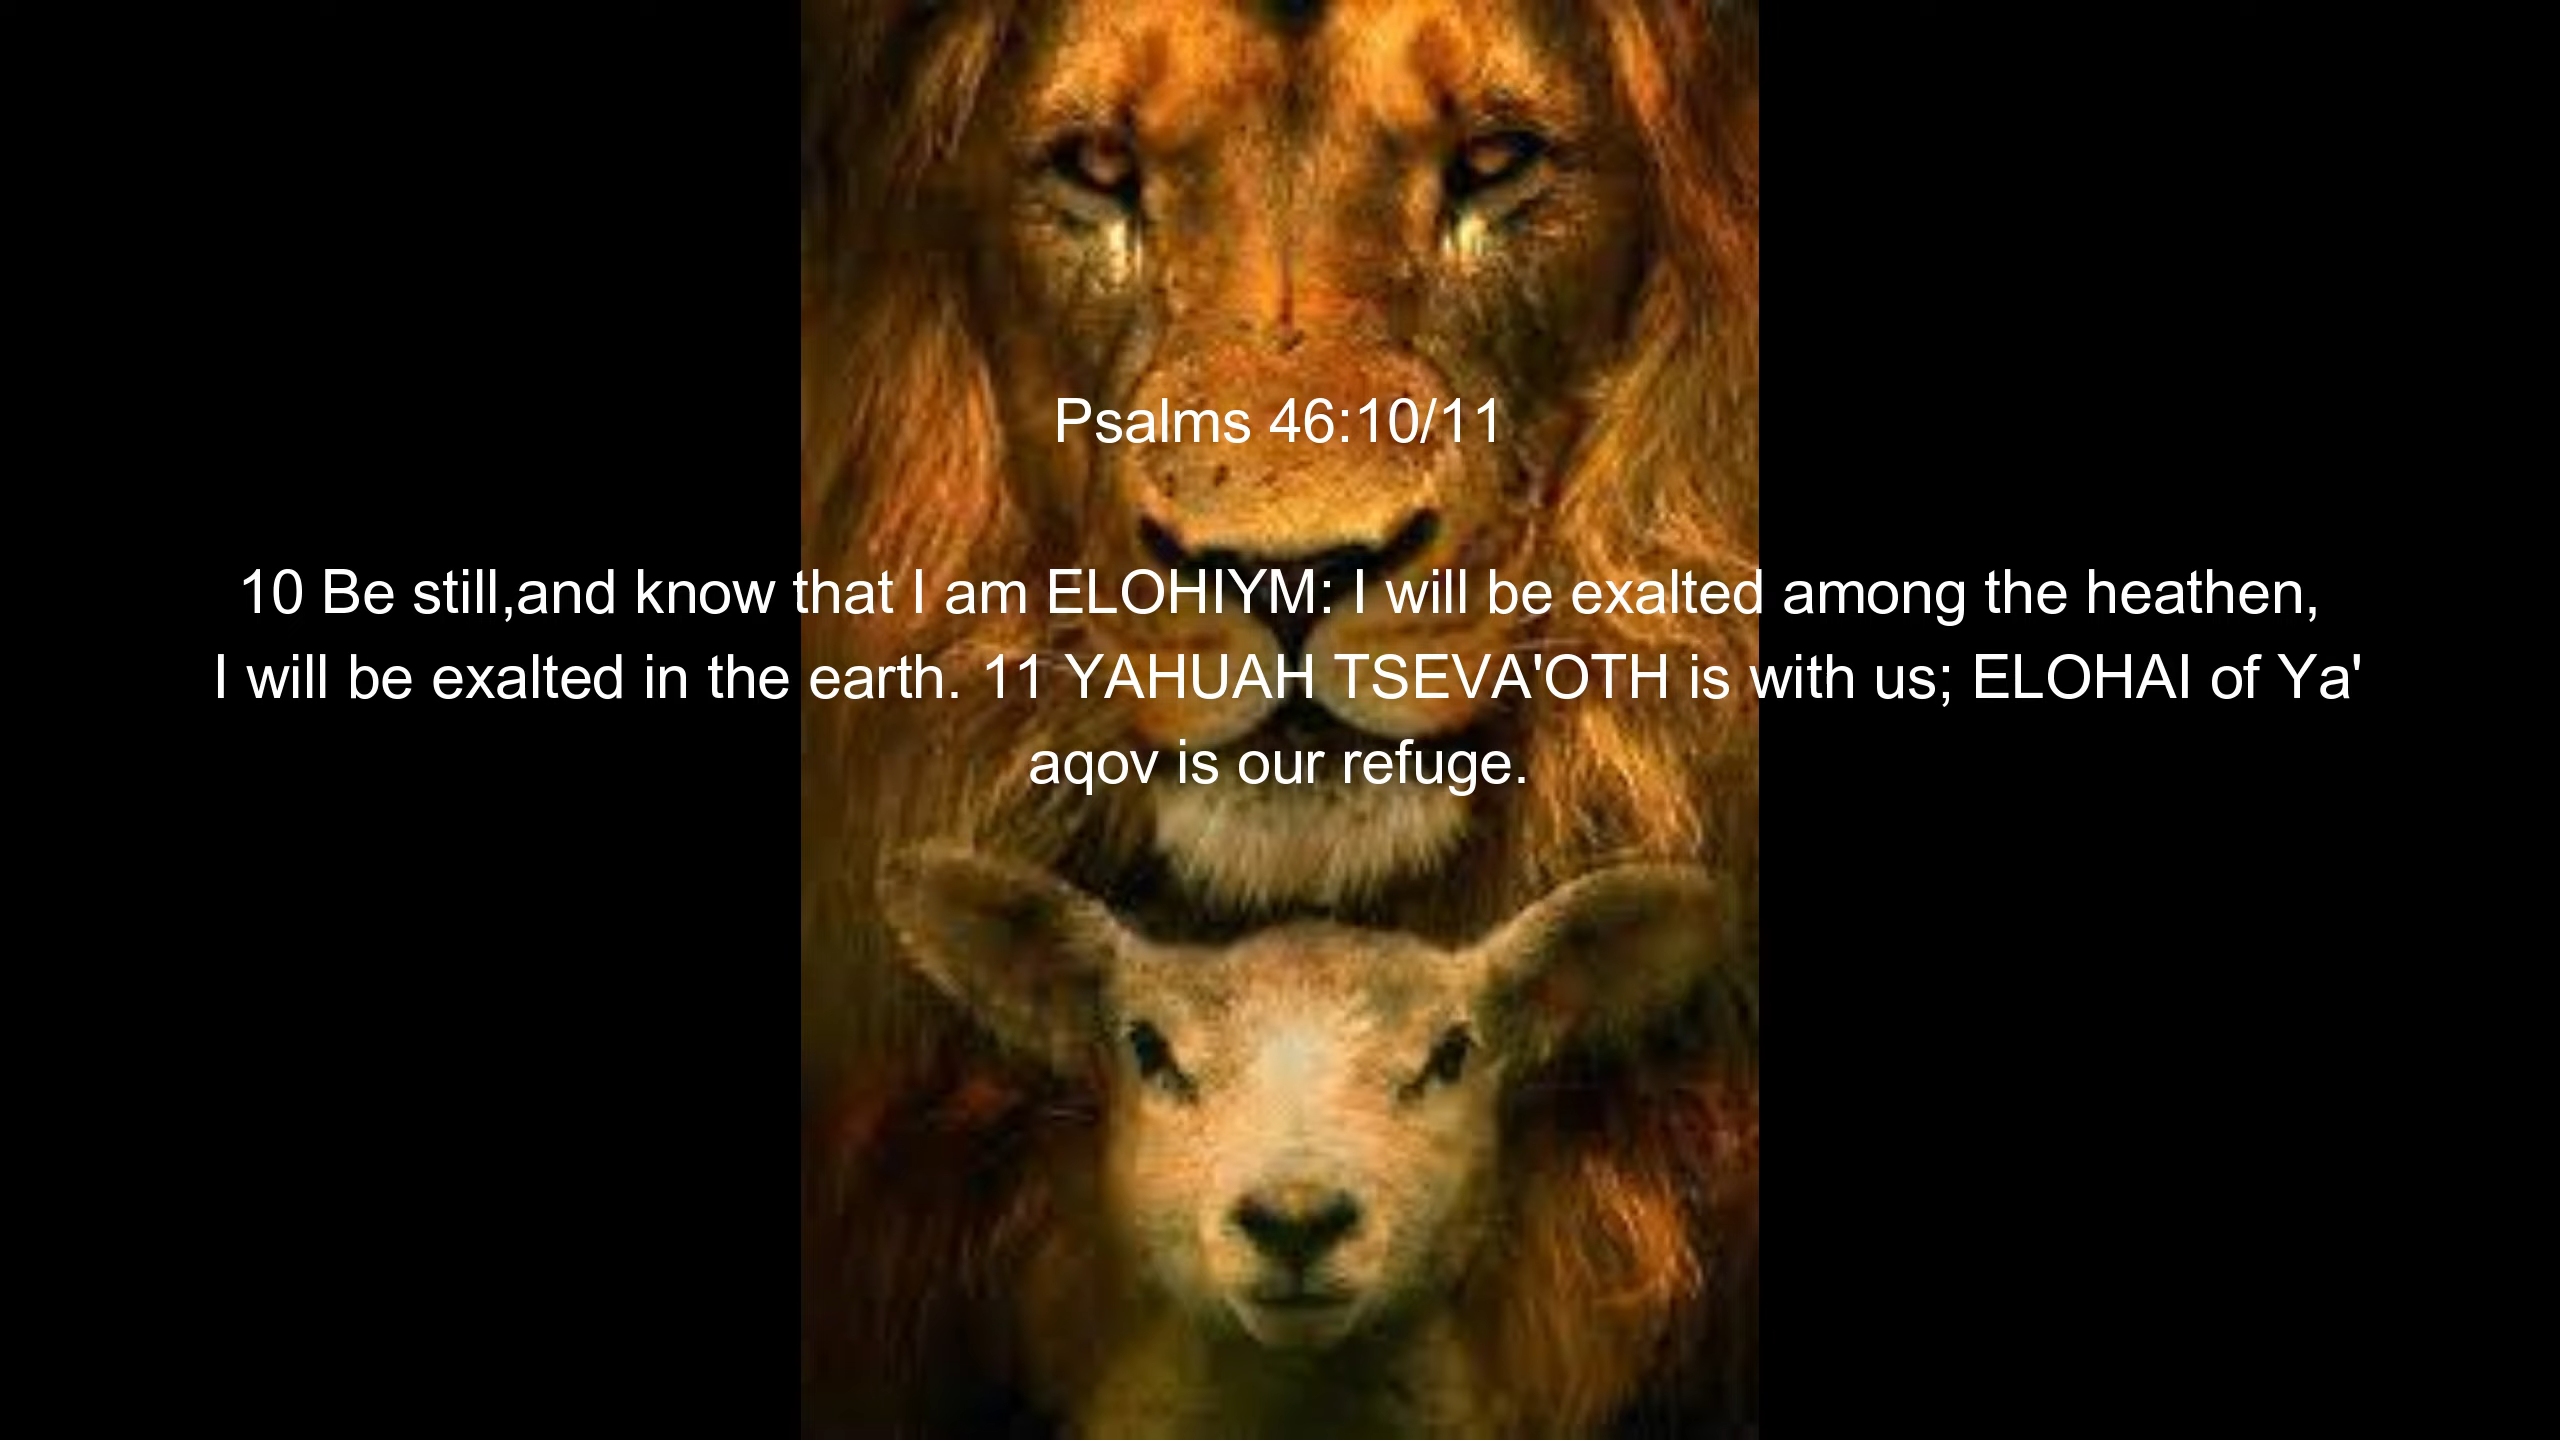 Psalms 46:10/11
10 Be still,and know that I am ELOHIYM: I will be exalted among the heathen,
I will be exalted in the earth. 11 YAHUAH TSEVA'OTH is with us; ELOHAI of Ya'
aqov is our refuge.